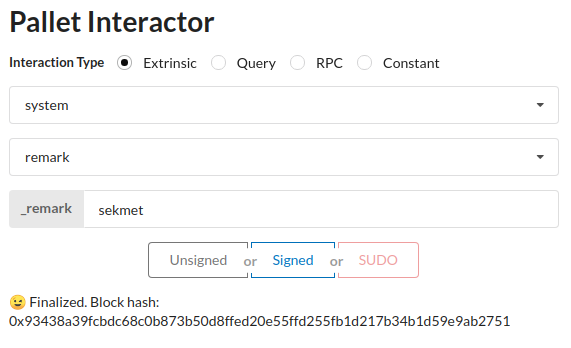 Pallet Interactor
Interaction Type Extrinsic Query RPC Constant
system
remark
_remark sekmet
Unsigned or Signed or SUDO
😉 Finalized. Block hash:
0x93438a39fcbdc68c0b873b50d8ffed20e55ffd255fb1d217b34b1d59e9ab2751